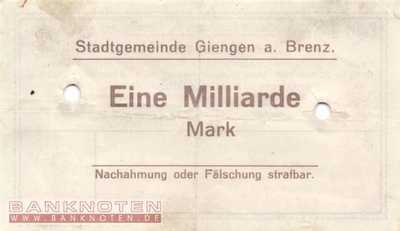 Stadtgemeinde Giengen a. Brenz.
Eine Milliarde
Mark
Nachahmung oder Fälschung strafbar.
BANKNOTEN
WWW.BANKNOTEN.DE